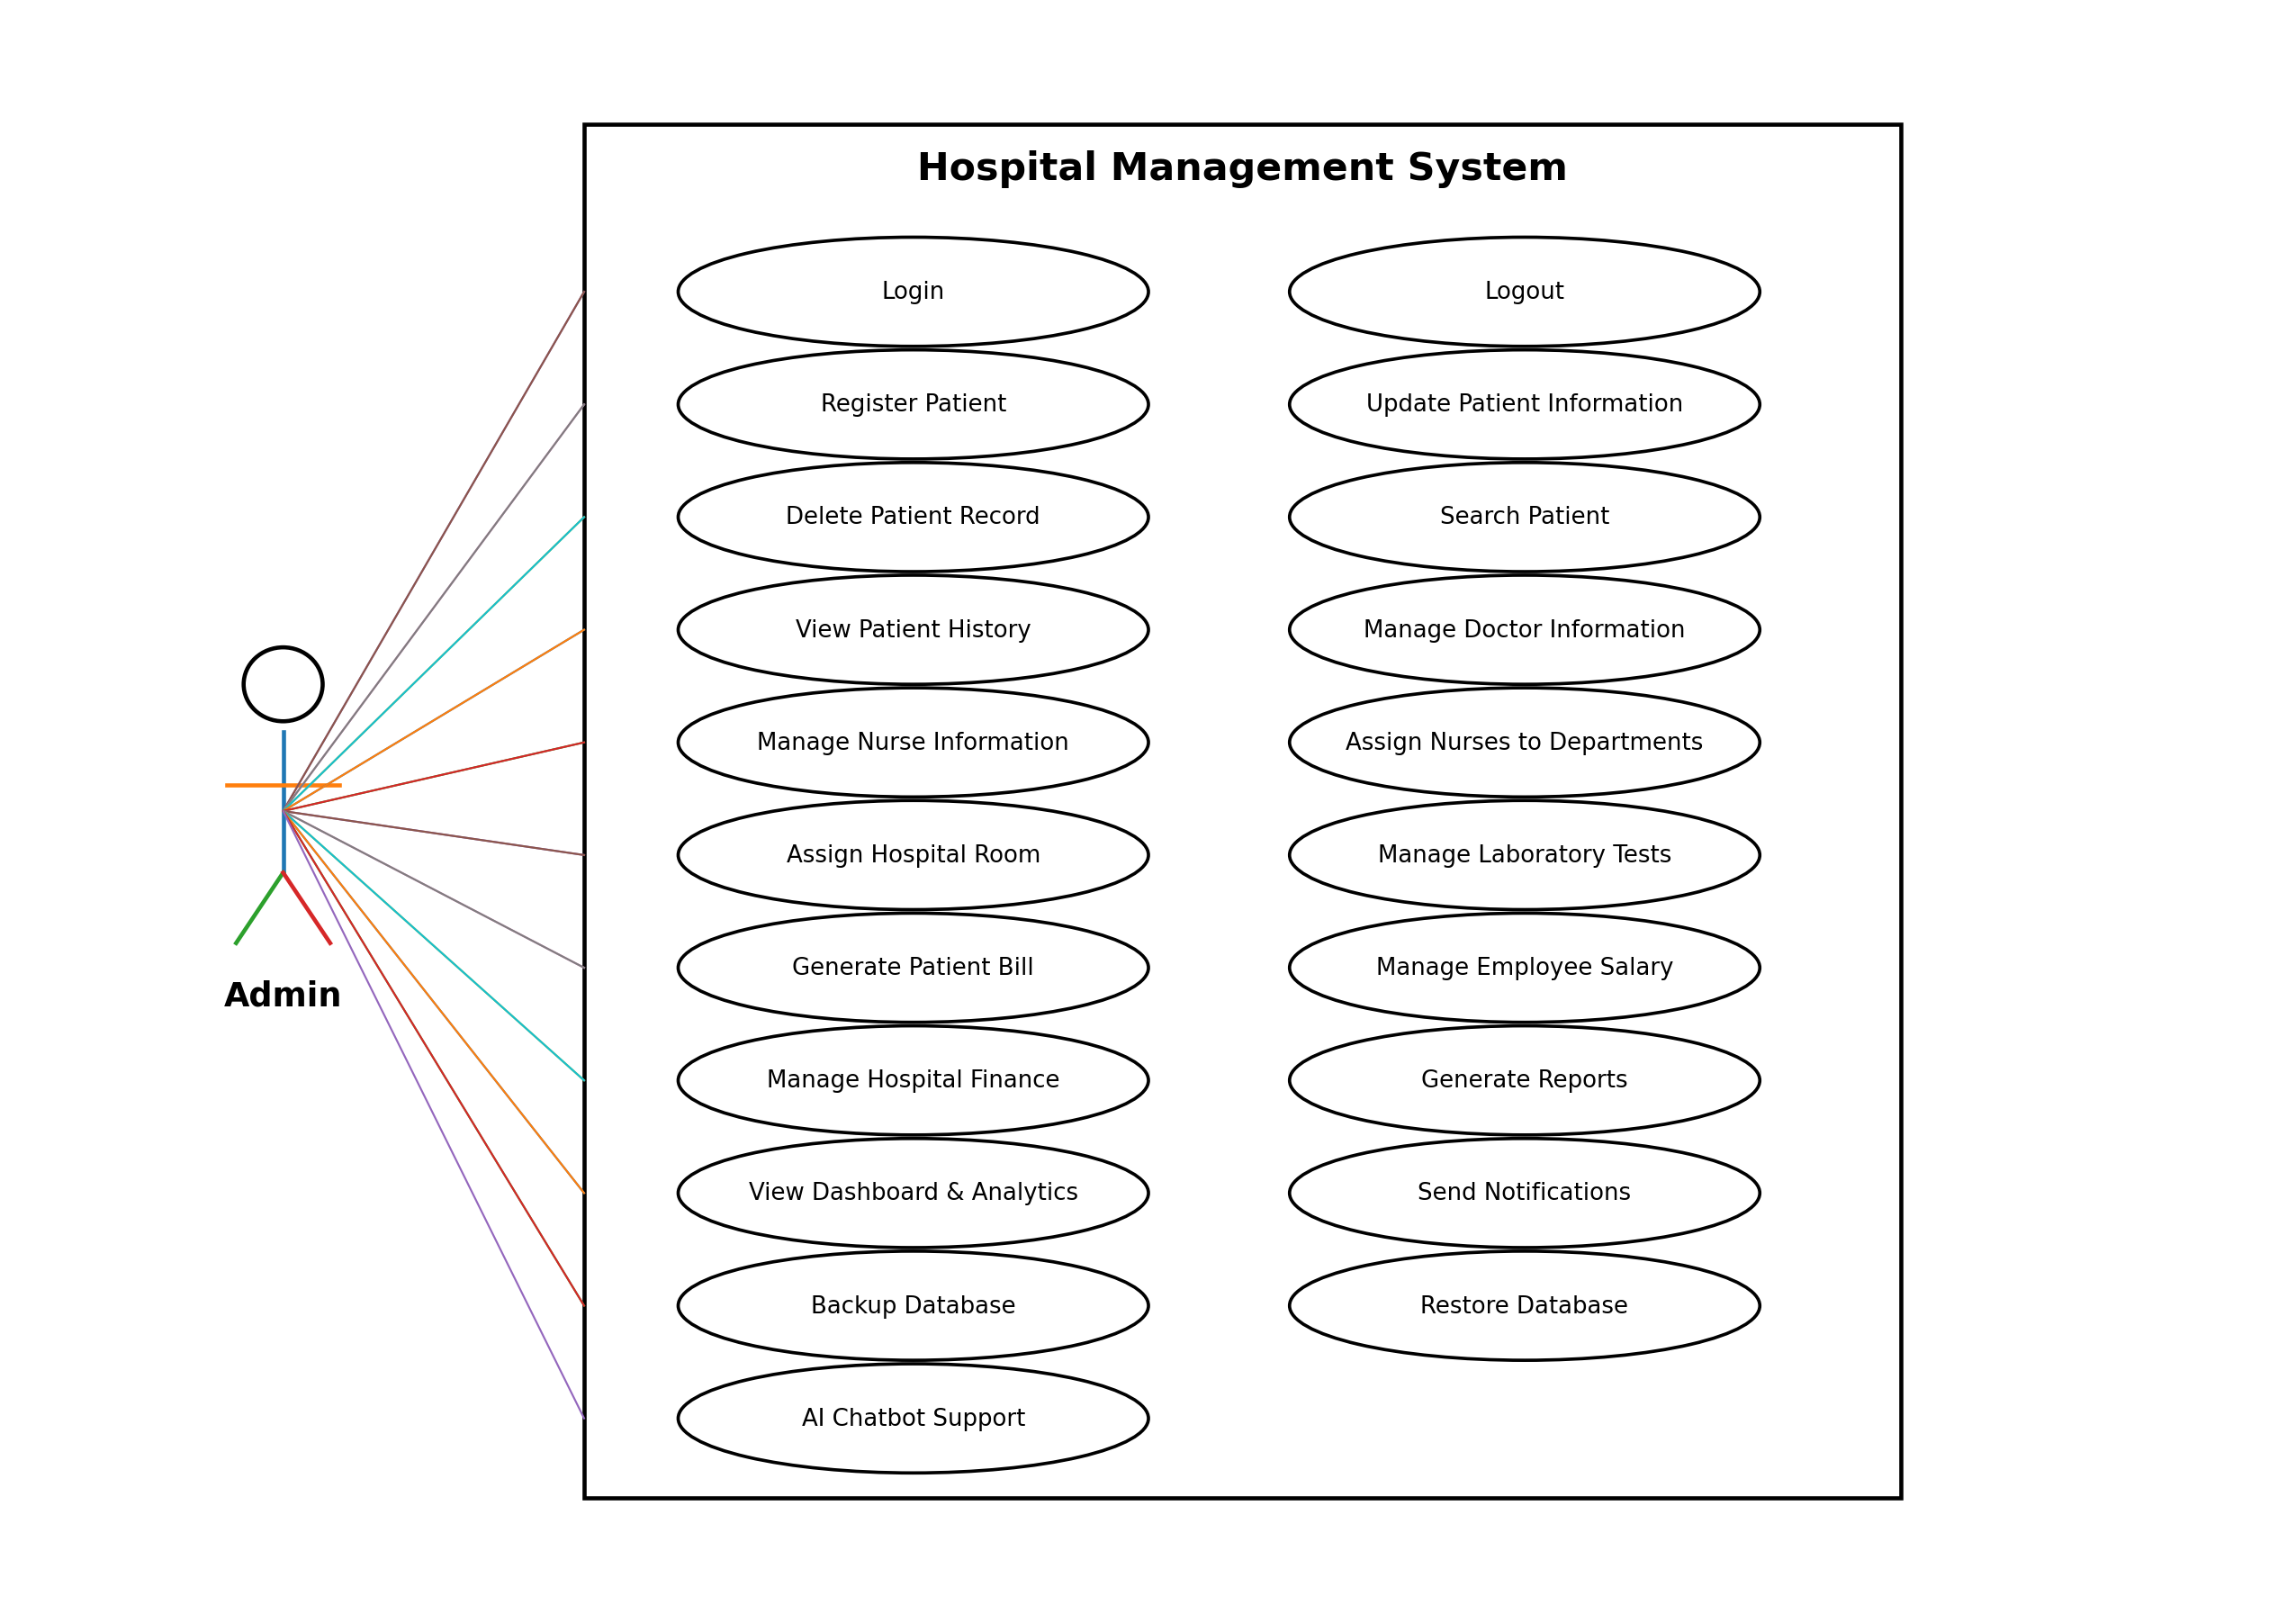 Hospital Management System
Login
Logout
Register Patient
Update Patient Information
Delete Patient Record
Search Patient
View Patient History
Manage Doctor Information
Manage Nurse Information
Assign Nurses to Departments
Assign Hospital Room
Manage Laboratory Tests
Generate Patient Bill
Manage Employee Salary
Admin
Manage Hospital Finance
Generate Reports
View Dashboard & Analytics
Send Notifications
Backup Database
Restore Database
AI Chatbot Support